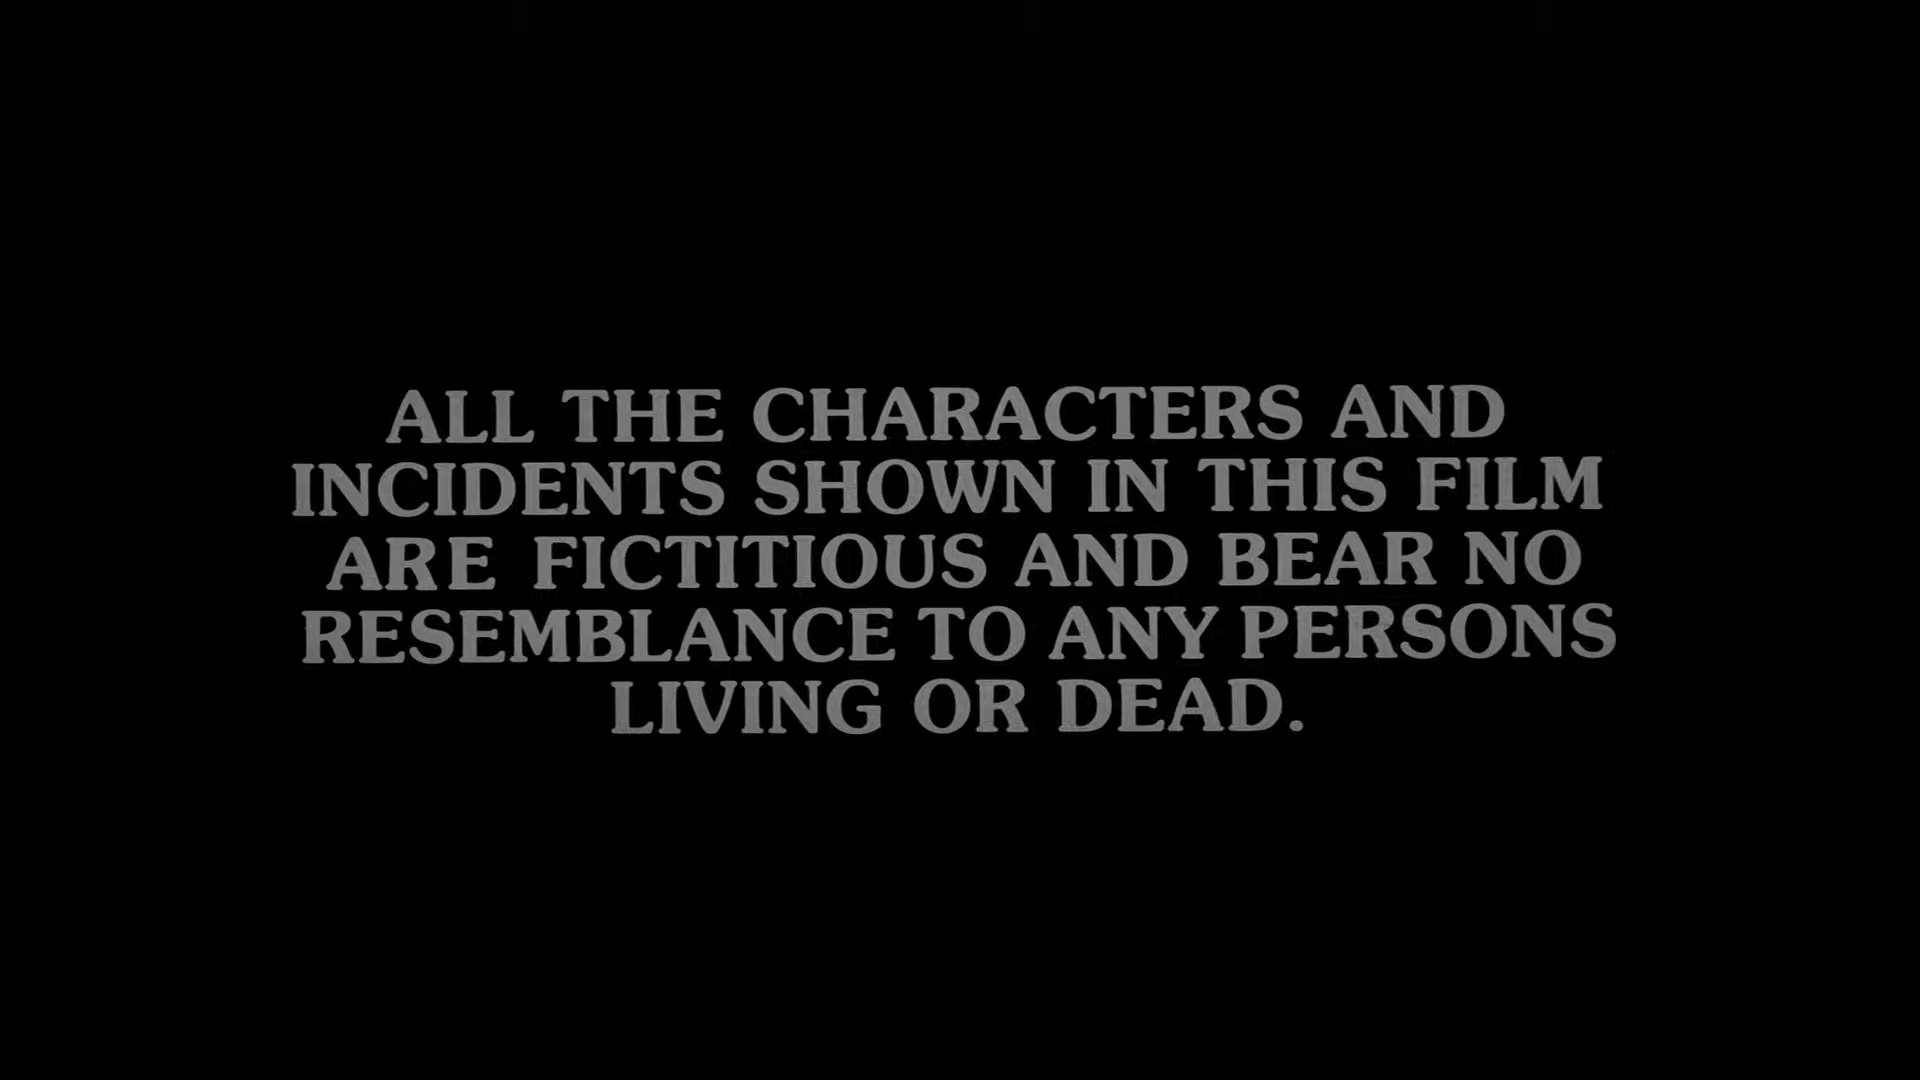 ALL THE CHARACTERS AND
INCIDENTS SHOWN IN THIS FILM
ARE FICTITIOUS AND BEAR NO
RESEMBLANCE TO ANY PERSONS
LIVING OR DEAD.